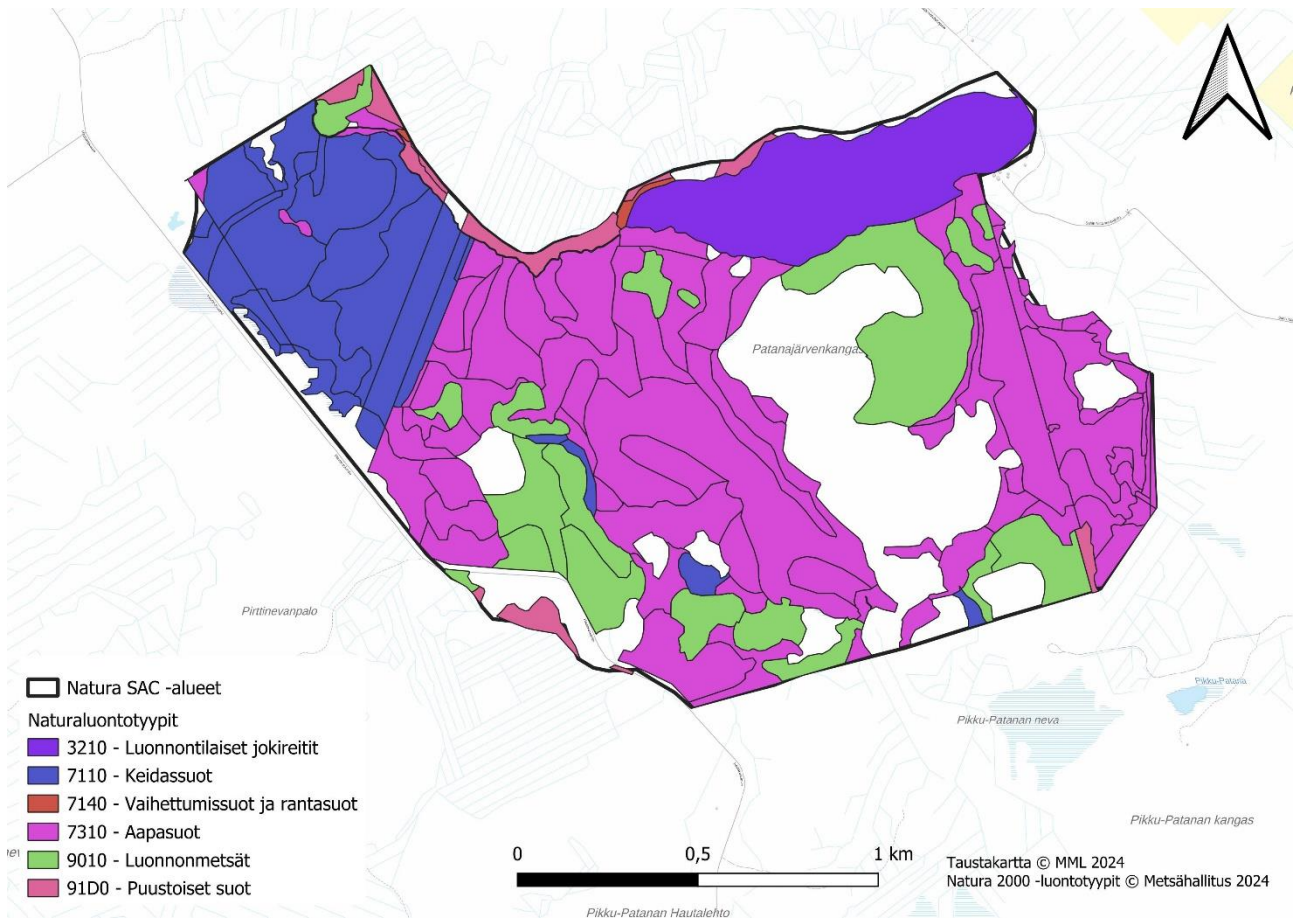 Patanajärvenkangas
Pirttinevanpalo
Pikku-Patana
Pikku-Patanan neva
Pikku-Patanan kangas
Pikku-Patanan Hautalehto
Natura SAC -alueet
Naturaluontotyypit
3210 - Luonnontilaiset jokireitit
7110 - Keidassuot
7140 - Vaihettumissuot ja rantasuot
7310 - Aapasuot
9010 - Luonnonmetsät
91D0 - Puustoiset suot
0 0,5 1 km
Taustakartta © MML 2024
Natura 2000 -luontotyypit © Metsähallitus 2024